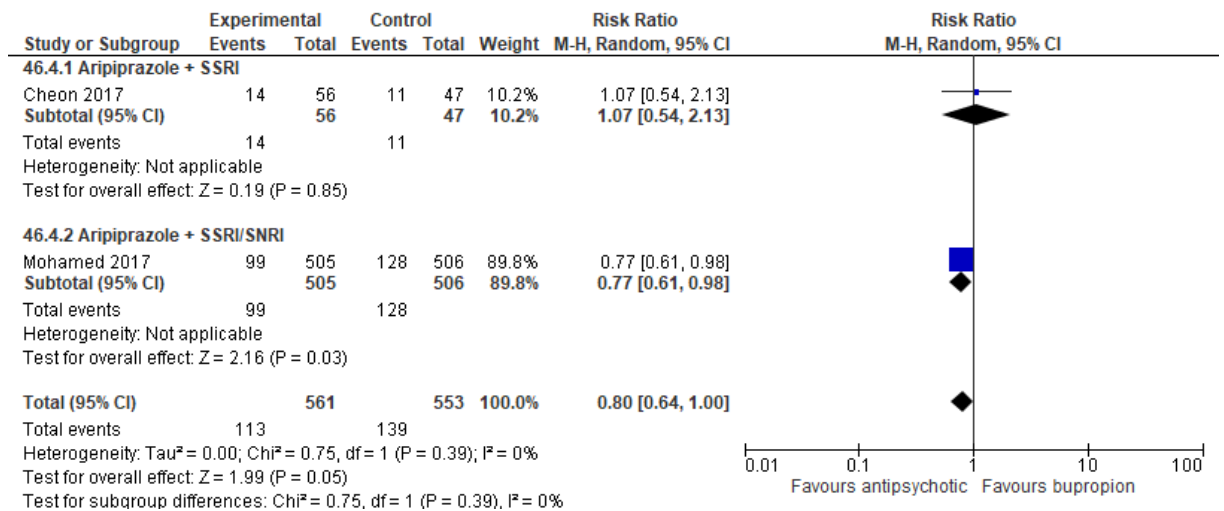 Experimental Control Risk Ratio Risk Ratio
Study or Subgroup Events Total Events Total Weight M-H, Random, 95% CI M-H, Random, 95% CI
46.4.1 Aripiprazole + SSRI
Cheon 2017 14 56 11 47 10.2% 1.07 [0.54, 2.13]
Subtotal (95% CI) 56 47 10.2% 1.07 [0.54, 2.13]
Total events 14 11
Heterogeneity: Not applicable
Test for overall effect: Z = 0.19 (P = 0.85)
46.4.2 Aripiprazole + SSRI/SNRI
Mohamed 2017 99 505 128 506 89.8% 0.77 [0.61, 0.98]
Subtotal (95% CI) 505 506 89.8% 0.77 [0.61, 0.98]
Total events 99 128
Heterogeneity: Not applicable
Test for overall effect: Z = 2.16 (P = 0.03)
Total (95% CI) 561 553 100.0% 0.80 [0.64, 1.00]
Total events 113 139
Heterogeneity: Tau² = 0.00; Chi² = 0.75, df = 1 (P = 0.39); I² = 0%
Test for overall effect: Z = 1.99 (P = 0.05)
Test for subgroup differences: Chi² = 0.75, df = 1 (P = 0.39), I² = 0%
0.01 0.1 1 10 100
Favours antipsychotic Favours bupropion